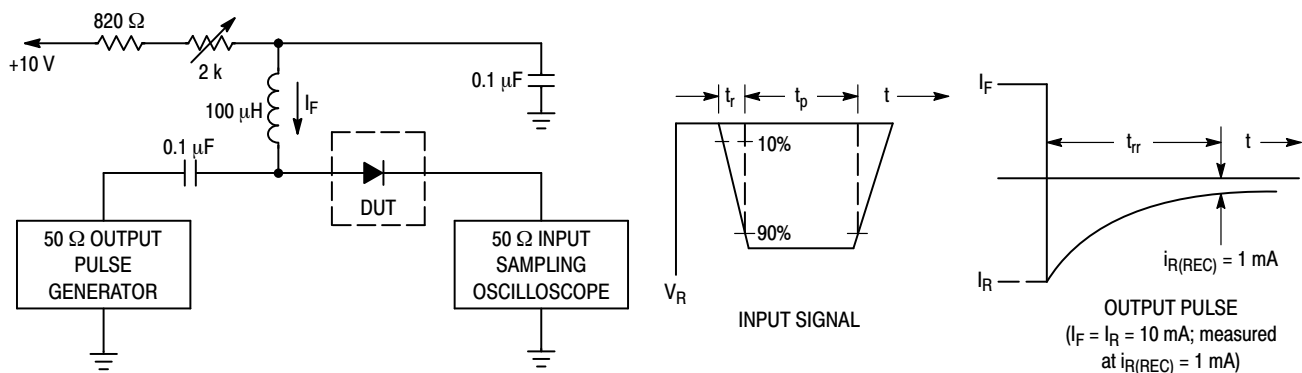 820 Ω
+10 V
2 k
100 μH
I_F
0.1 μF
0.1 μF
DUT
50 Ω OUTPUT
PULSE
GENERATOR
50 Ω INPUT
SAMPLING
OSCILLOSCOPE
t_r
t_p
t
10%
90%
V_R
INPUT SIGNAL
I_F
t_rr
t
I_R
i_R(REC) = 1 mA
OUTPUT PULSE
(I_F = I_R = 10 mA; measured
at i_R(REC) = 1 mA)